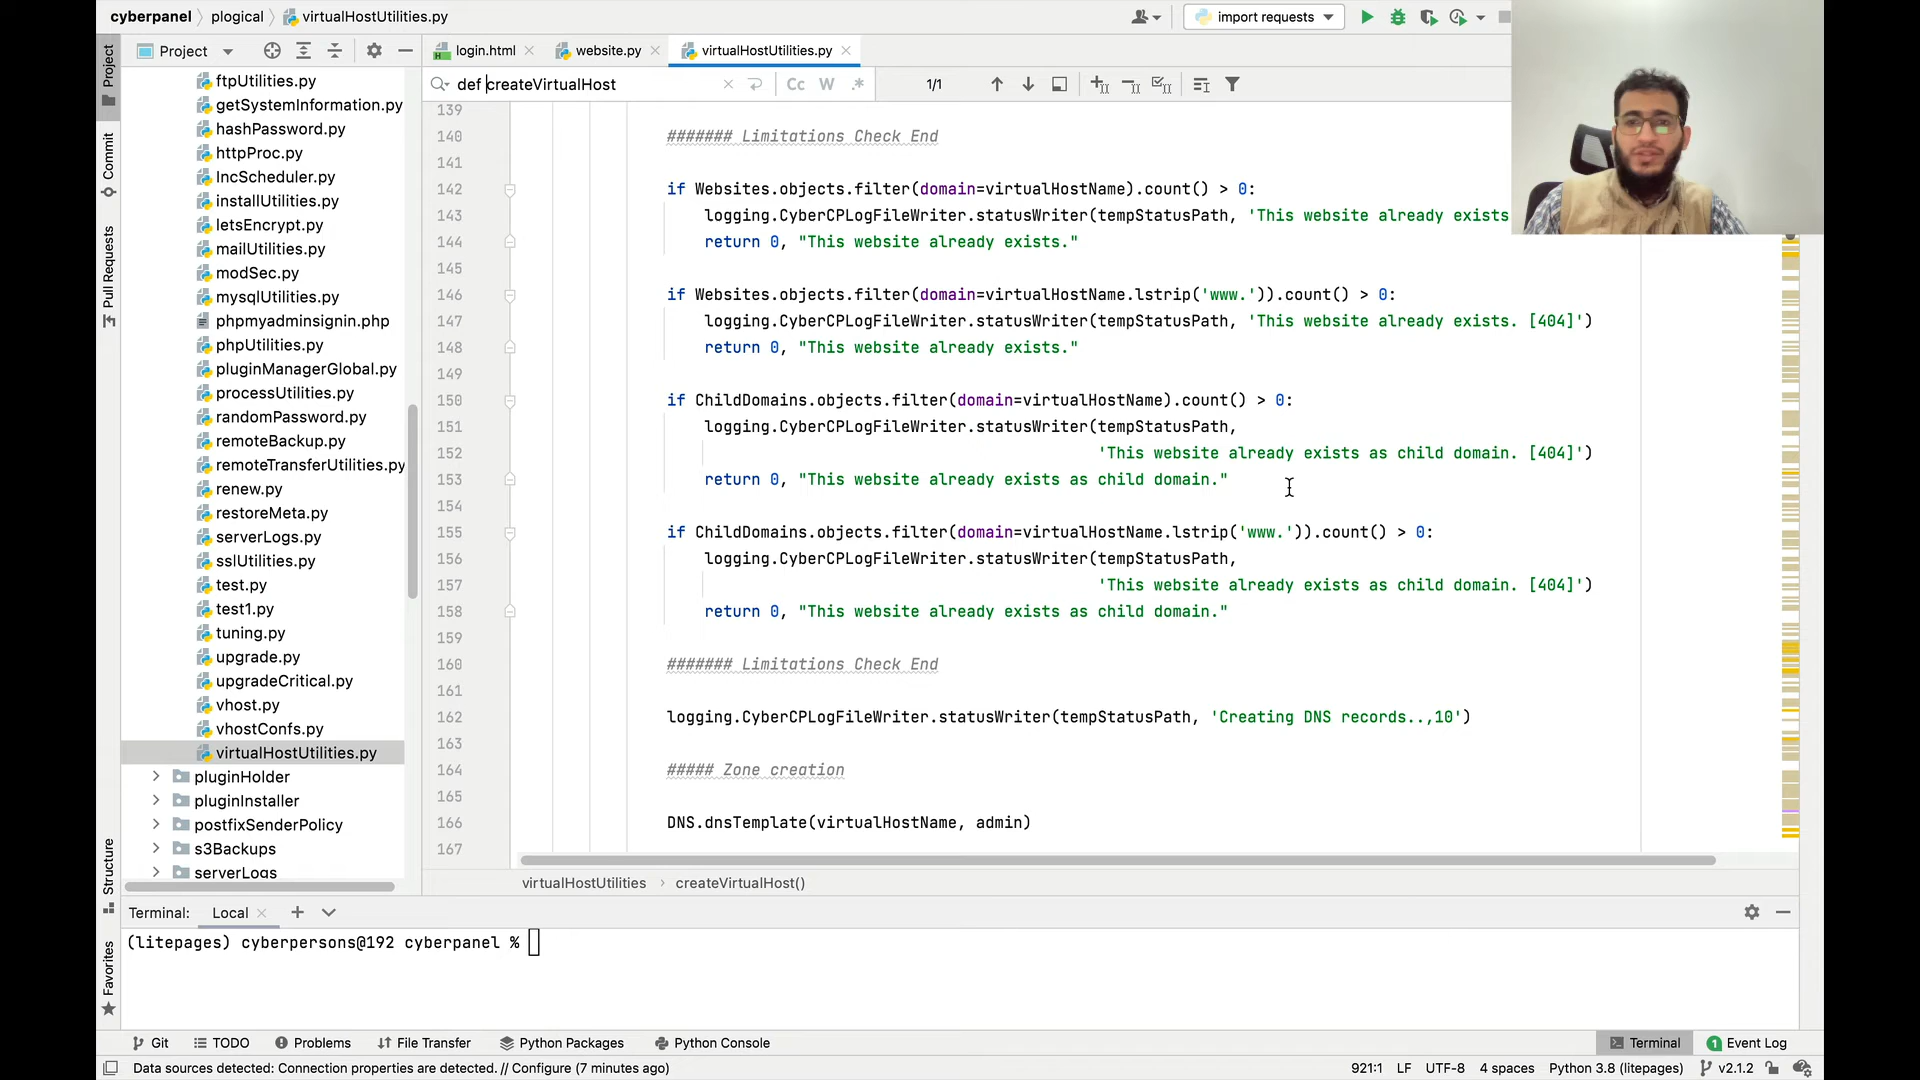 cyberpanel plogical virtualHostUtilities.py
import requests
Project
login.html
website.py
virtualHostUtilities.py
def createVirtualHost
Cc W .*
1/1
Project
Commit
Pull Requests
Structure
Favorites
ftpUtilities.py
getSystemInformation.py
hashPassword.py
httpProc.py
IncScheduler.py
installUtilities.py
letsEncrypt.py
mailUtilities.py
modSec.py
mysqlUtilities.py
phpmyadminsignin.php
phpUtilities.py
pluginManagerGlobal.py
processUtilities.py
randomPassword.py
remoteBackup.py
remoteTransferUtilities.py
renew.py
restoreMeta.py
serverLogs.py
sslUtilities.py
test.py
test1.py
tuning.py
upgrade.py
upgradeCritical.py
vhost.py
vhostConfs.py
virtualHostUtilities.py
pluginHolder
pluginInstaller
postfixSenderPolicy
s3Backups
serverLogs
139
140 ####### Limitations Check End
141
142 if Websites.objects.filter(domain=virtualHostName).count() > 0:
143 logging.CyberCPLogFileWriter.statusWriter(tempStatusPath, 'This website already exists
144 return 0, "This website already exists."
145
146 if Websites.objects.filter(domain=virtualHostName.lstrip('www.')).count() > 0:
147 logging.CyberCPLogFileWriter.statusWriter(tempStatusPath, 'This website already exists. [404]')
148 return 0, "This website already exists."
149
150 if ChildDomains.objects.filter(domain=virtualHostName).count() > 0:
151 logging.CyberCPLogFileWriter.statusWriter(tempStatusPath,
152 'This website already exists as child domain. [404]')
153 return 0, "This website already exists as child domain."
154
155 if ChildDomains.objects.filter(domain=virtualHostName.lstrip('www.')).count() > 0:
156 logging.CyberCPLogFileWriter.statusWriter(tempStatusPath,
157 'This website already exists as child domain. [404]')
158 return 0, "This website already exists as child domain."
159
160 ####### Limitations Check End
161
162 logging.CyberCPLogFileWriter.statusWriter(tempStatusPath, 'Creating DNS records..,10')
163
164 ##### Zone creation
165
166 DNS.dnsTemplate(virtualHostName, admin)
167
virtualHostUtilities createVirtualHost()
Terminal: Local
(litepages) cyberpersons@192 cyberpanel %
Git TODO Problems File Transfer Python Packages Python Console Terminal 1 Event Log
Data sources detected: Connection properties are detected. // Configure (7 minutes ago) 921:1 LF UTF-8 4 spaces Python 3.8 (litepages) v2.1.2